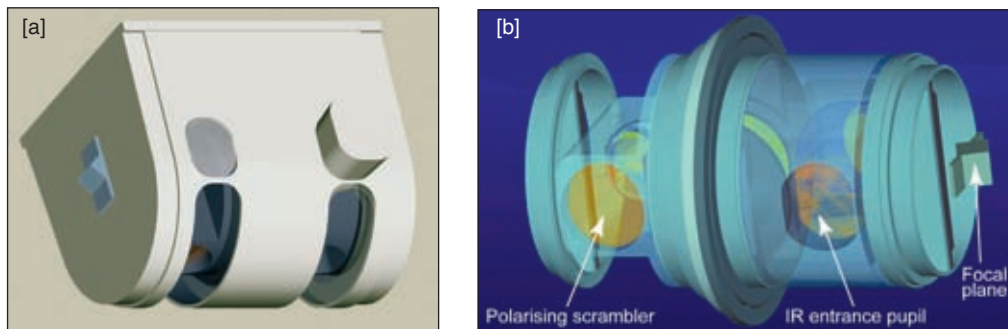 [a]
[b]
Polarising scrambler
IR entrance pupil
Focal
plane